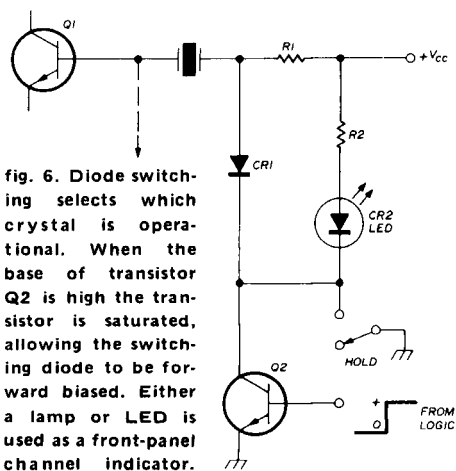 Q1
R1
+VCC
R2
CR1
CR2
LED
fig. 6. Diode switch-
ing selects which
crystal is opera-
tional. When the
base of transistor
Q2 is high the tran-
sistor is saturated,
allowing the switch-
ing diode to be for-
ward biased. Either
a lamp or LED is
used as a front-panel
channel indicator.
HOLD
Q2
+
0
FROM
LOGIC